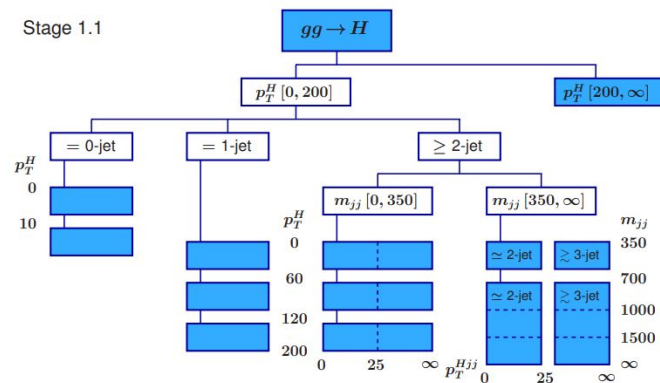 Stage 1.1
gg → H
p_T^H [0, 200]
p_T^H [200, ∞]
= 0-jet
= 1-jet
≥ 2-jet
p_T^H
0
10
m_jj [0, 350]
m_jj [350, ∞]
p_T^H
0
60
120
200
m_jj
350
700
1000
1500
∞
≃ 2-jet
≳ 3-jet
≃ 2-jet
≳ 3-jet
0
25
∞
p_T^Hjj
0
25
∞